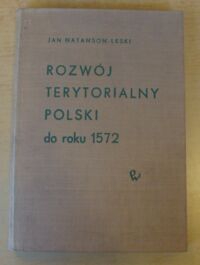 JAN NATANSON-LESKI
ROZWÓJ
TERYTORIALNY
POLSKI
do roku 1572